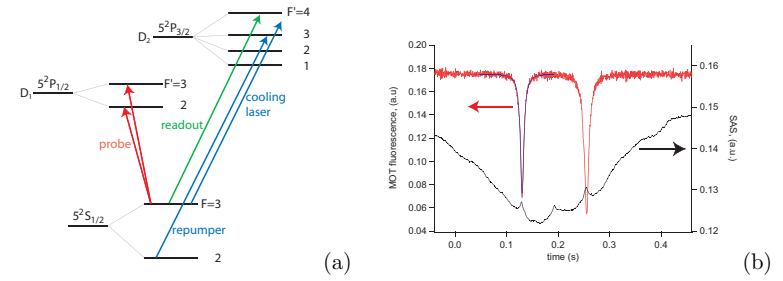 5²P₃/₂
D₂
F'=4
3
2
1
5²P₁/₂
D₁
F'=3
2
cooling
laser
readout
probe
F=3
5²S₁/₂
repumper
2
(a)
MOT fluorescence, (a.u)
0.20
0.18
0.16
0.14
0.12
0.10
0.08
0.06
0.04
0.0
0.1
0.2
0.3
0.4
time (s)
0.16
0.15
0.14
0.13
0.12
SAS, (a.u.)
(b)